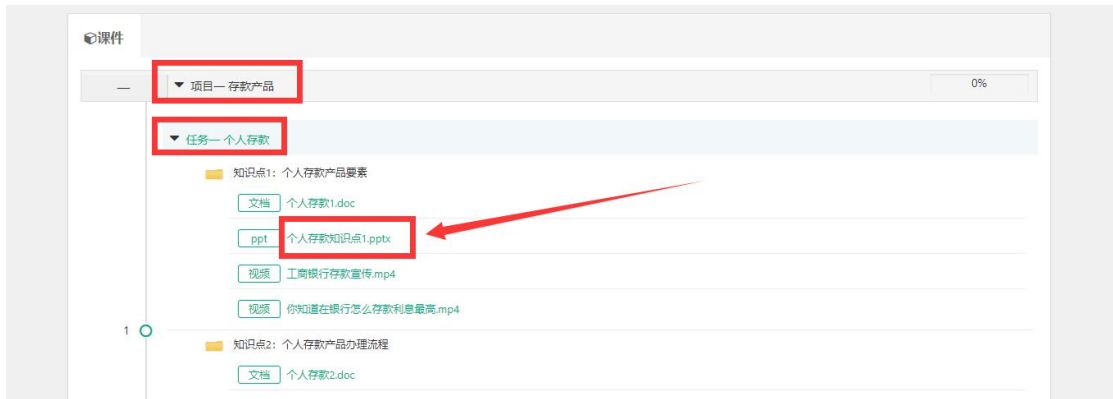 课件
一 项目一 存款产品 0%
任务一 个人存款
知识点1：个人存款产品要素
文档 个人存款1.doc
ppt 个人存款知识点1.pptx
视频 工商银行存款宣传.mp4
视频 你知道在银行怎么存款利息最高.mp4
1
知识点2：个人存款产品办理流程
文档 个人存款2.doc